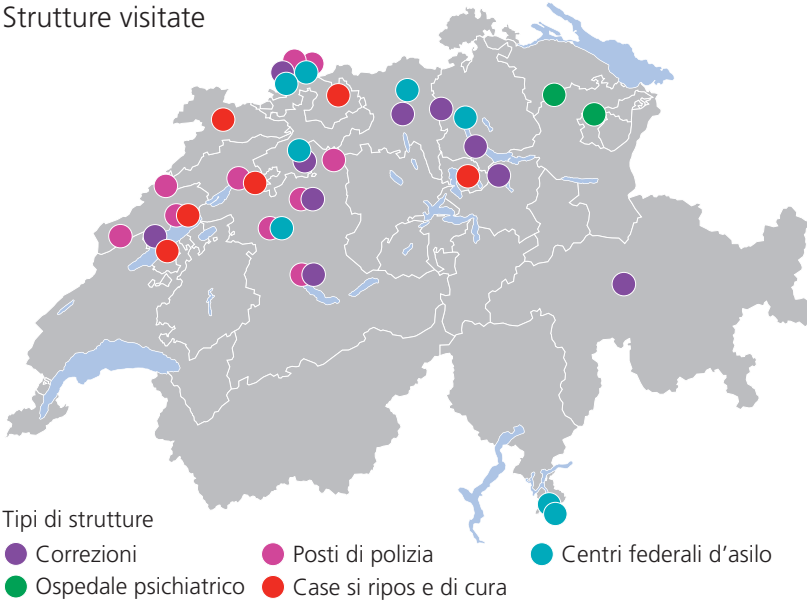 Strutture visitate
Tipi di strutture
Correzioni
Posti di polizia
Centri federali d'asilo
Ospedale psichiatrico
Case si ripos e di cura